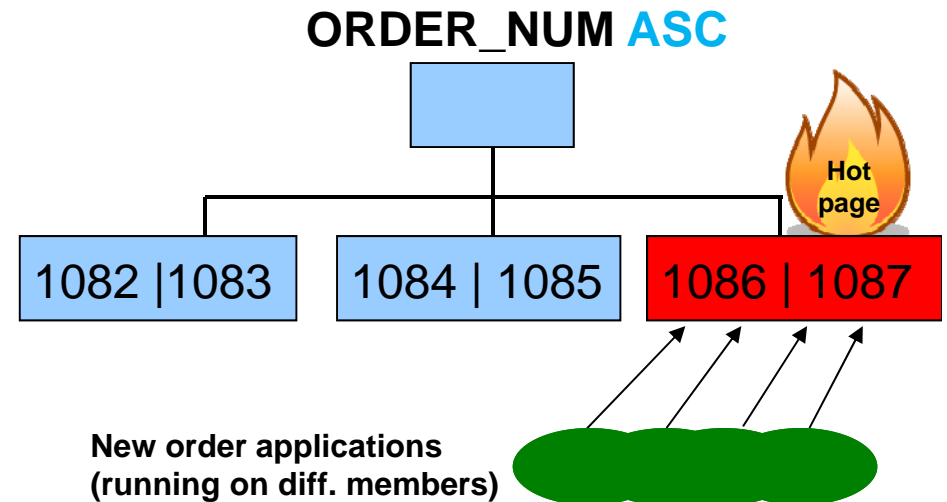 ORDER_NUM ASC
Hot
page
1082 |1083
1084 | 1085
1086 | 1087
New order applications
(running on diff. members)